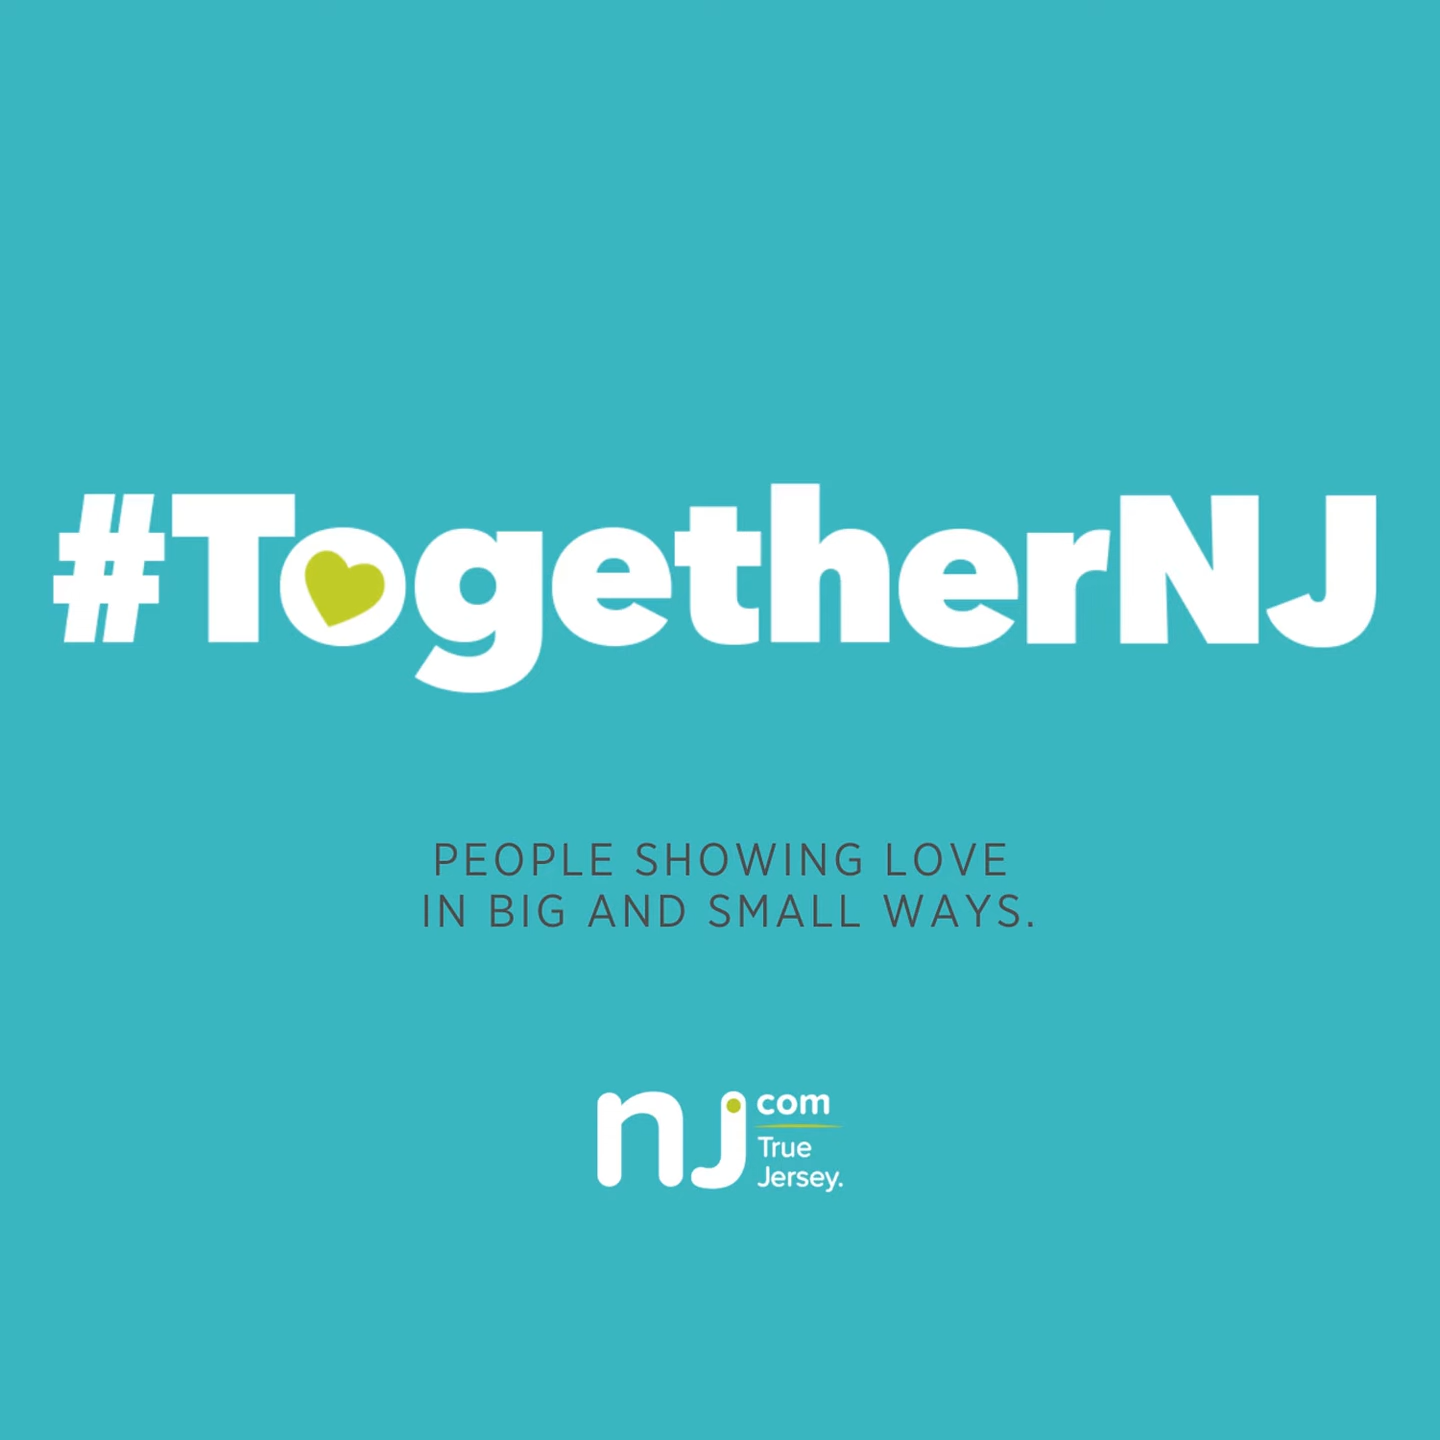 #TogetherNJ
PEOPLE SHOWING LOVE
IN BIG AND SMALL WAYS.
nj com
True
Jersey.